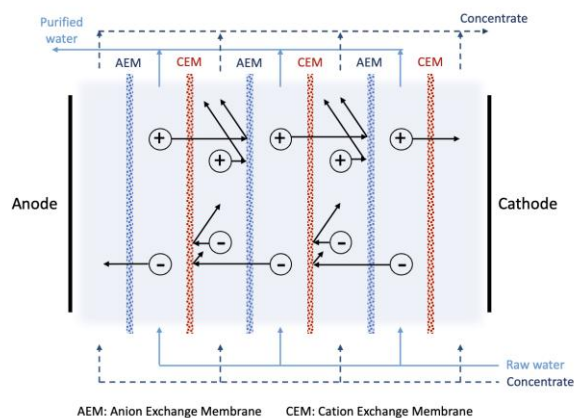 Concentrate
Purified
water
AEM CEM AEM CEM AEM CEM
+ + +
+ +
Anode Cathode
- -
- - -
Raw water
Concentrate
AEM: Anion Exchange Membrane CEM: Cation Exchange Membrane